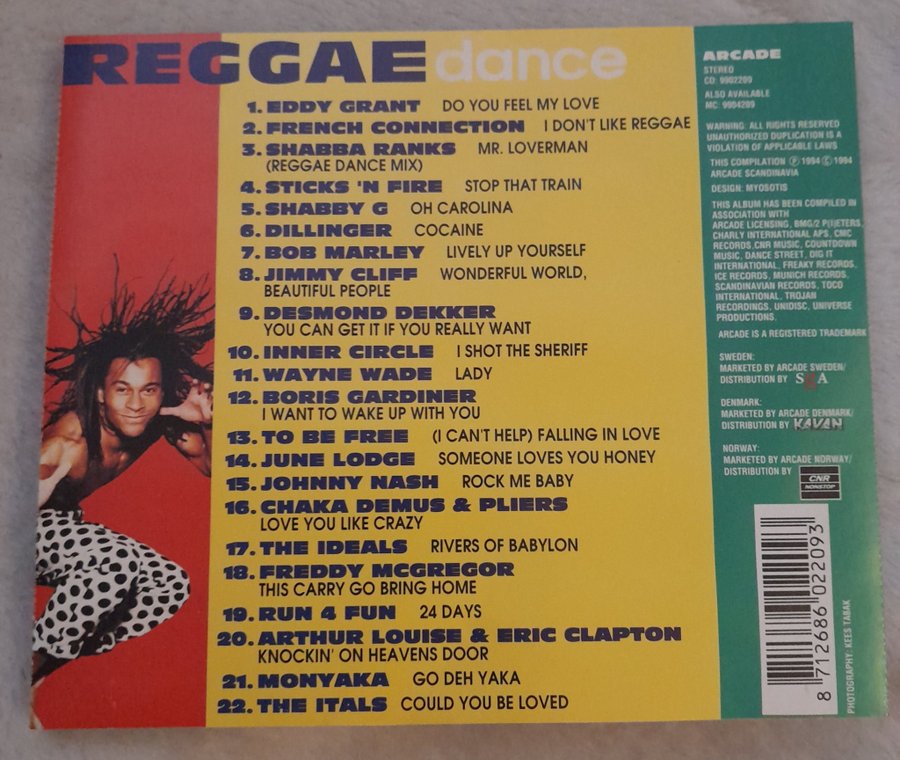 REGGAE dance
1. EDDY GRANT DO YOU FEEL MY LOVE
2. FRENCH CONNECTION I DON'T LIKE REGGAE
3. SHABBA RANKS MR. LOVERMAN
(REGGAE DANCE MIX)
4. STICKS 'N FIRE STOP THAT TRAIN
5. SHABBY G OH CAROLINA
6. DILLINGER COCAINE
7. BOB MARLEY LIVELY UP YOURSELF
8. JIMMY CLIFF WONDERFUL WORLD,
BEAUTIFUL PEOPLE
9. DESMOND DEKKER
YOU CAN GET IT IF YOU REALLY WANT
10. INNER CIRCLE I SHOT THE SHERIFF
11. WAYNE WADE LADY
12. BORIS GARDINER
I WANT TO WAKE UP WITH YOU
13. TO BE FREE (I CAN'T HELP) FALLING IN LOVE
14. JUNE LODGE SOMEONE LOVES YOU HONEY
15. JOHNNY NASH ROCK ME BABY
16. CHAKA DEMUS & PLIERS
LOVE YOU LIKE CRAZY
17. THE IDEALS RIVERS OF BABYLON
18. FREDDY MCGREGOR
THIS CARRY GO BRING HOME
19. RUN 4 FUN 24 DAYS
20. ARTHUR LOUISE & ERIC CLAPTON
KNOCKIN' ON HEAVENS DOOR
21. MONYAKA GO DEH YAKA
22. THE ITALS COULD YOU BE LOVED
ARCADE
STEREO
CD: 9902209
ALSO AVAILABLE
MC: 9904209
WARNING: ALL RIGHTS RESERVED
UNAUTHORIZED DUPLICATION IS A
VIOLATION OF APPLICABLE LAWS
THIS COMPILATION ℗ 1994 © 1994
ARCADE SCANDINAVIA
DESIGN: MYOSOTIS
THIS ALBUM HAS BEEN COMPILED IN
ASSOCIATION WITH
ARCADE LICENSING, BMG/2 P(I)ETERS,
CHARLY INTERNATIONAL APS, CMC
RECORDS, CNR MUSIC, COUNTDOWN
MUSIC, DANCE STREET, DIG IT
INTERNATIONAL, FREAKY RECORDS,
ICE RECORDS, MUNICH RECORDS,
SCANDINAVIAN RECORDS, TOCO
INTERNATIONAL, TROJAN
RECORDINGS, UNIDISC, UNIVERSE
PRODUCTIONS.
ARCADE IS A REGISTERED TRADEMARK
SWEDEN:
MARKETED BY ARCADE SWEDEN/
DISTRIBUTION BY
DENMARK:
MARKETED BY ARCADE DENMARK/
DISTRIBUTION BY KAVAN
NORWAY:
MARKETED BY ARCADE NORWAY/
DISTRIBUTION BY CNR
NONSTOP
8 712686 022093
PHOTOGRAPHY: KEES TABAK